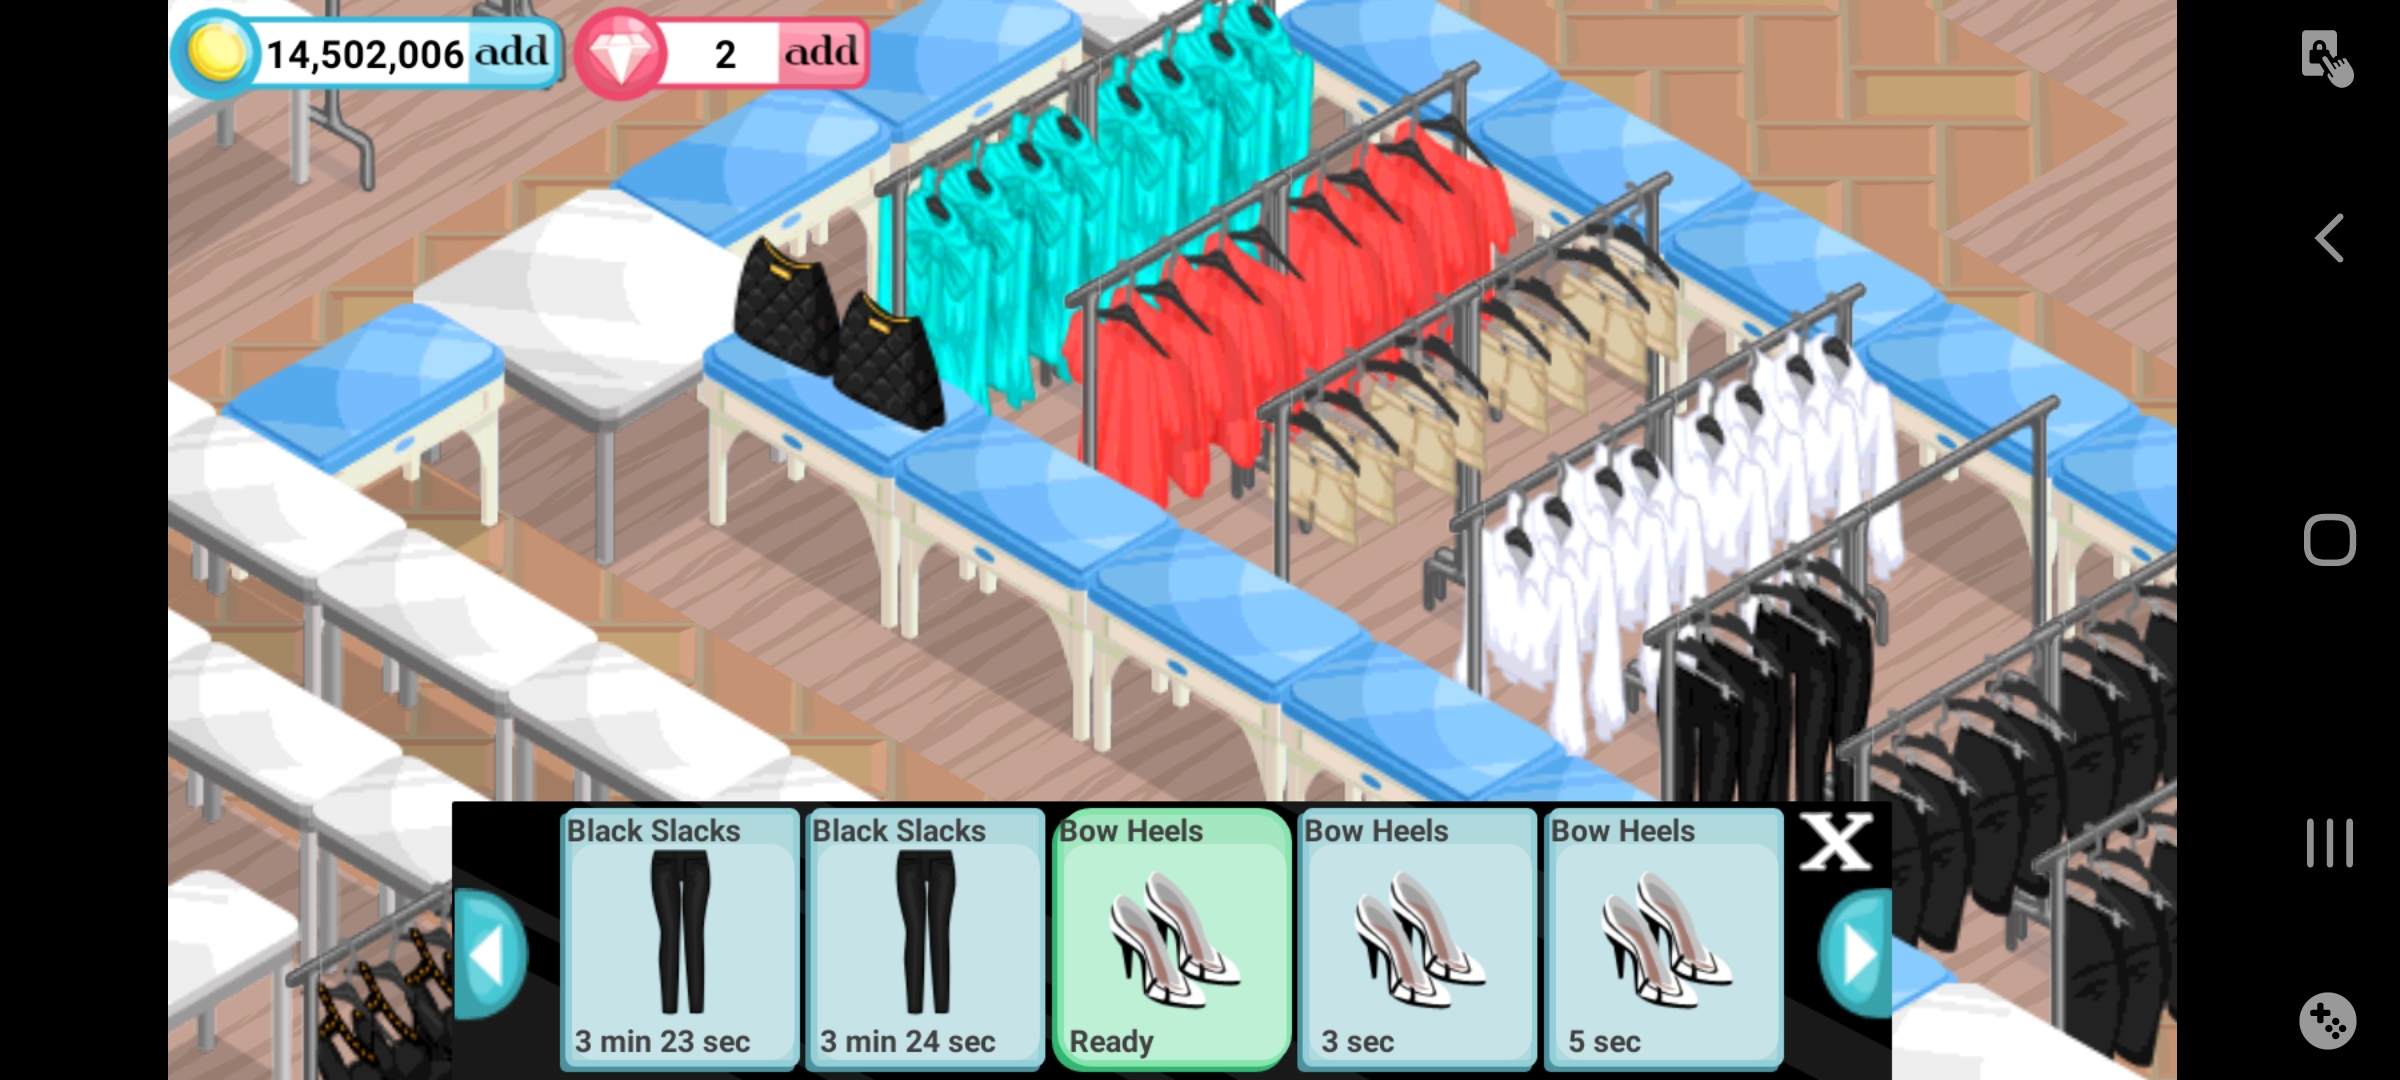 14,502,006 add
2 add
Black Slacks
3 min 23 sec
Black Slacks
3 min 24 sec
Bow Heels
Ready
Bow Heels
3 sec
Bow Heels
5 sec
X